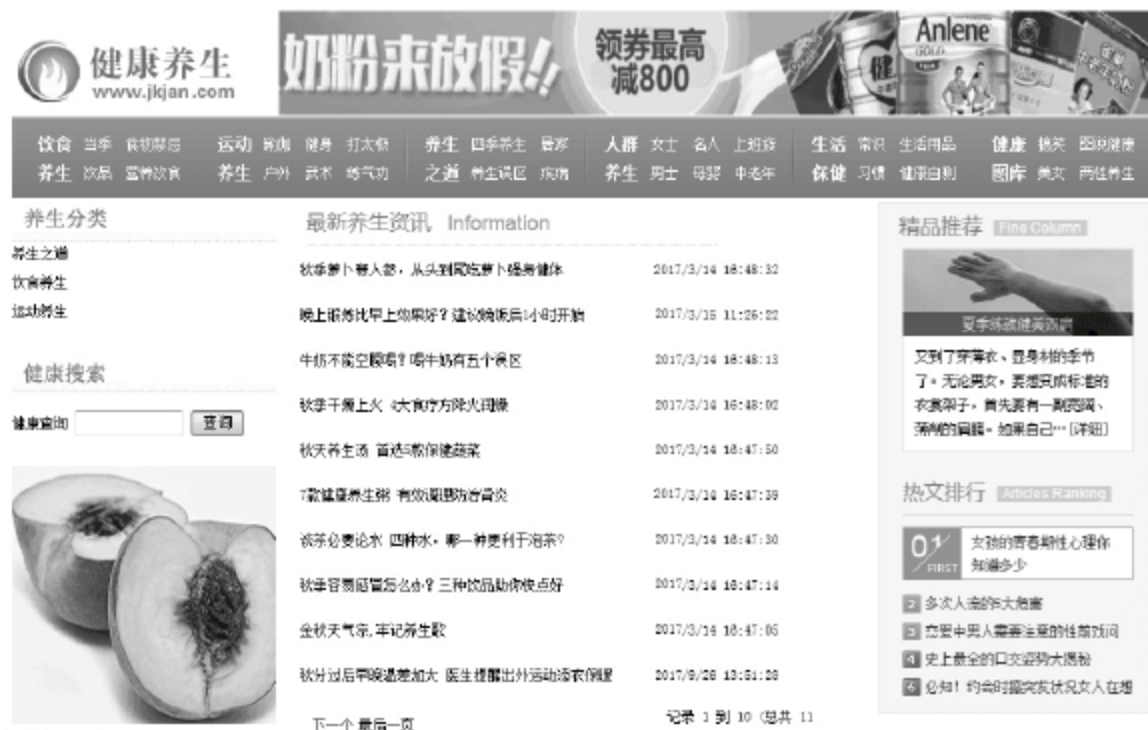 健康养生
www.jkjan.com
奶粉来放假!!
领券最高
减800
Anlene
GOLD
饮食 当季 食物禁忌
养生 饮品 营养饮食
运动 瑜伽 健身 打太极
养生 户外 武术 练气功
养生 四季养生 居家
之道 养生误区 疾病
人群 女士 名人 上班族
养生 男士 母婴 中老年
生活 常识 生活用品
保健 习惯 健康自测
健康 搞笑 图说健康
图库 美女 两性养生
养生分类
养生之道
饮食养生
运动养生
健康搜索
健康查询
查询
最新养生资讯 Information
秋季萝卜赛人参，从头到尾吃萝卜强身健体 2017/3/14 16:48:32
晚上锻炼比早上效果好？建议晚饭后1小时开始 2017/3/15 11:26:22
牛奶不能空腹喝？喝牛奶有五个误区 2017/3/14 16:48:13
秋季干燥上火 4大食疗方降火润燥 2017/3/14 16:48:02
秋天养生汤 首选5款保健蔬菜 2017/3/14 16:47:50
7款健康养生粥 有效调理防治胃炎 2017/3/14 16:47:39
谈茶必要论水 四种水，哪一种更利于泡茶? 2017/3/14 16:47:30
秋季容易感冒怎么办？三种饮品助你快点好 2017/3/14 16:47:14
金秋天气凉,牢记养生歌 2017/3/14 16:47:05
秋分过后早晚温差加大 医生提醒出外运动添衣保暖 2017/9/26 13:51:28
下一个 最后一页
记录 1 到 10 (总共 11
精品推荐 Fine Column
夏季练就健美双肩
又到了穿薄衣、显身材的季节
了。无论男女，要想变成标准的
衣裳架子，首先要有一副宽阔、
的肩膀。如果自己…[详细]
热文排行 Articles Ranking
01 FIRST
女孩的青春期性心理你
知道多少
2 多次人流的5大危害
3 恋爱中男人需要注意的性前戏问
4 史上最全的口交姿势大揭秘
5 必知！约会时撞突发状况女人在想